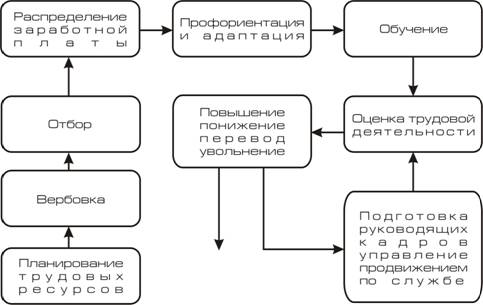 Распределение
заработной
платы
Профориентация
и адаптация
Обучение
Отбор
Повышение
понижение
перевод
увольнение
Оценка трудовой
деятельности
Вербовка
Планирование
трудовых
ресурсов
Подготовка
руководящих
кадров
управление
продвижением
по службе